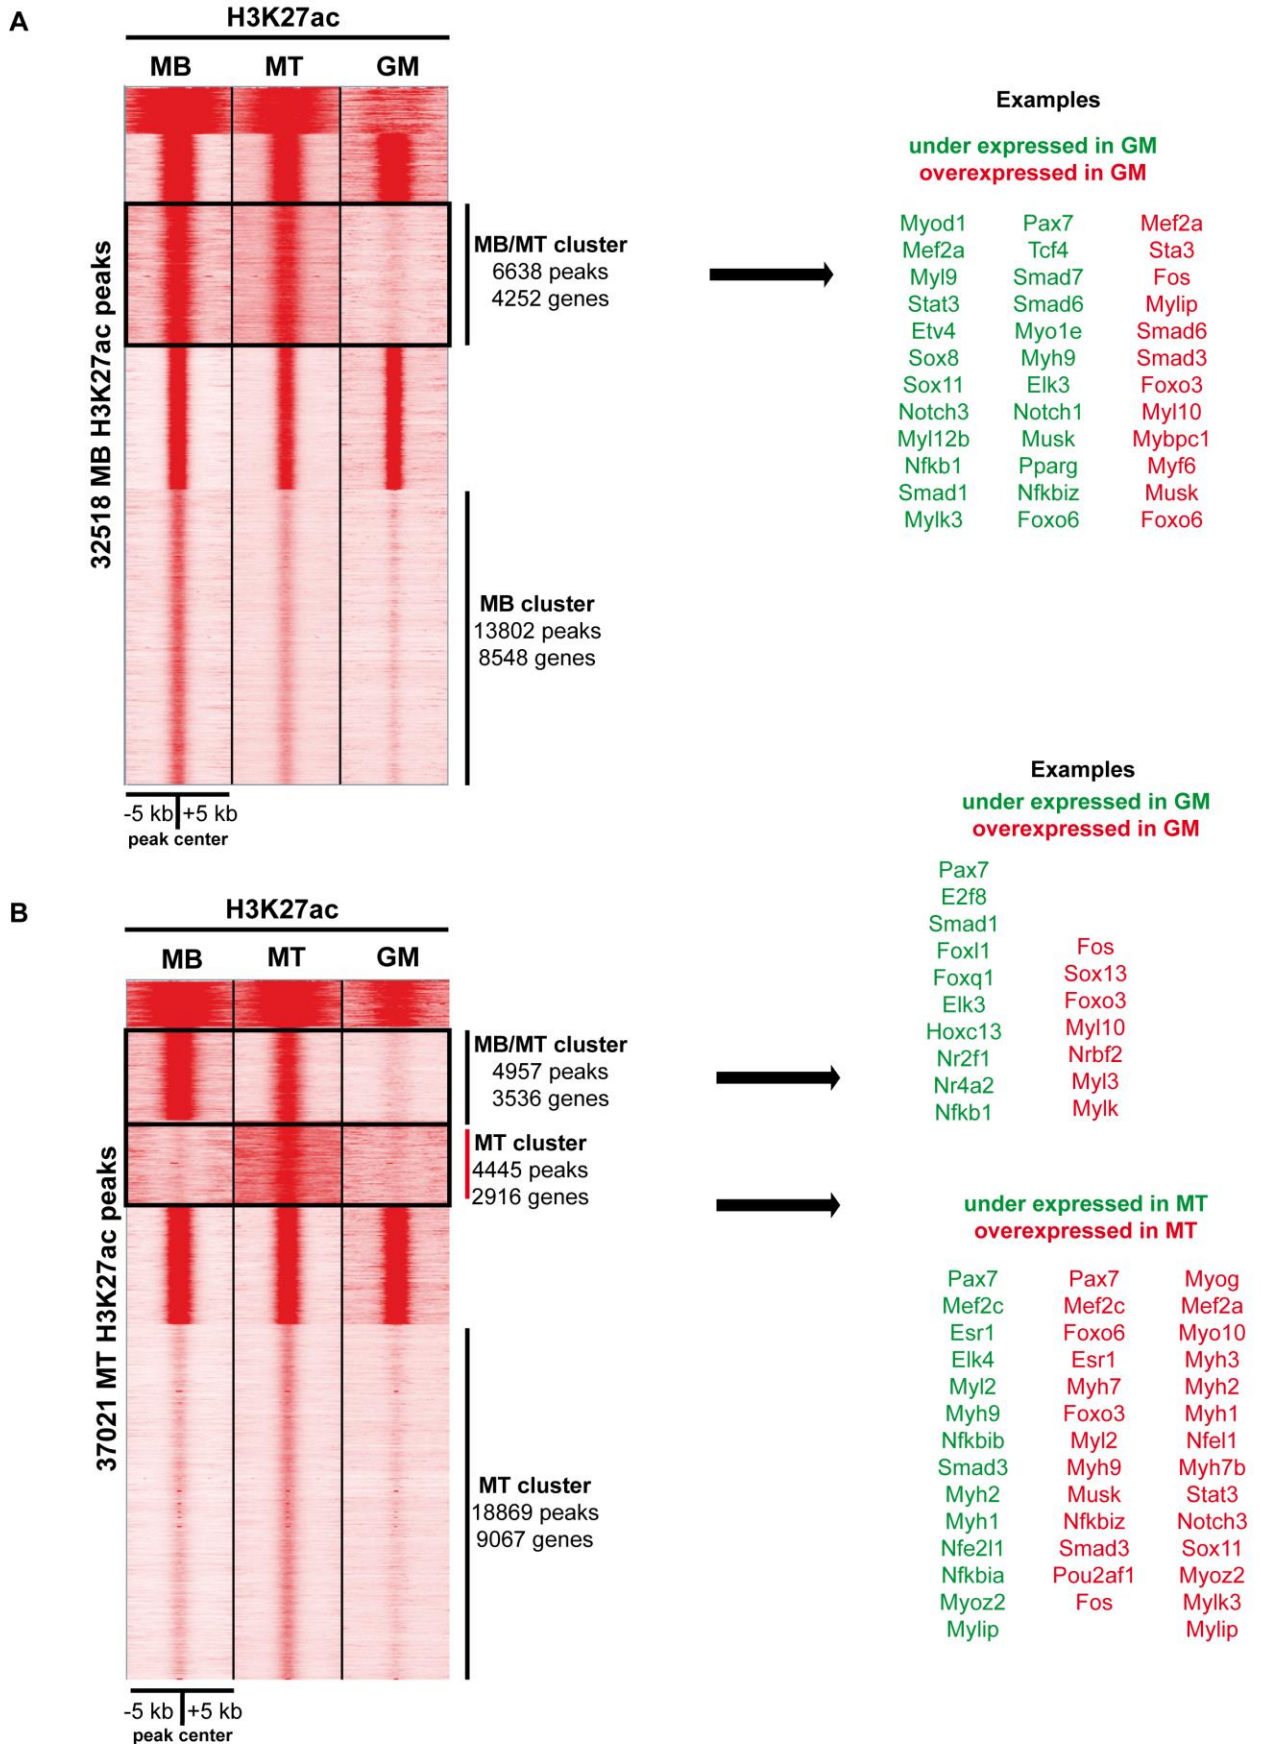 A
H3K27ac
MB MT GM
32518 MB H3K27ac peaks
MB/MT cluster
6638 peaks
4252 genes
MB cluster
13802 peaks
8548 genes
-5 kb +5 kb
peak center
Examples
under expressed in GM
overexpressed in GM
Myod1 Pax7 Mef2a
Mef2a Tcf4 Sta3
Myl9 Smad7 Fos
Stat3 Smad6 Mylip
Etv4 Myo1e Smad6
Sox8 Myh9 Smad3
Sox11 Elk3 Foxo3
Notch3 Notch1 Myl10
Myl12b Musk Mybpc1
Nfkb1 Pparg Myf6
Smad1 Nfkbiz Musk
Mylk3 Foxo6 Foxo6
B
H3K27ac
MB MT GM
37021 MT H3K27ac peaks
MB/MT cluster
4957 peaks
3536 genes
MT cluster
4445 peaks
2916 genes
MT cluster
18869 peaks
9067 genes
-5 kb +5 kb
peak center
Examples
under expressed in GM
overexpressed in GM
Pax7
E2f8
Smad1
Foxl1 Fos
Foxq1 Sox13
Elk3 Foxo3
Hoxc13 Myl10
Nr2f1 Nrbf2
Nr4a2 Myl3
Nfkb1 Mylk
under expressed in MT
overexpressed in MT
Pax7 Pax7 Myog
Mef2c Mef2c Mef2a
Esr1 Foxo6 Myo10
Elk4 Esr1 Myh3
Myl2 Myh7 Myh2
Myh9 Foxo3 Myh1
Nfkbib Myl2 Nfel1
Smad3 Myh9 Myh7b
Myh2 Musk Stat3
Myh1 Nfkbiz Notch3
Nfe2l1 Smad3 Sox11
Nfkbia Pou2af1 Myoz2
Myoz2 Fos Mylk3
Mylip Mylip